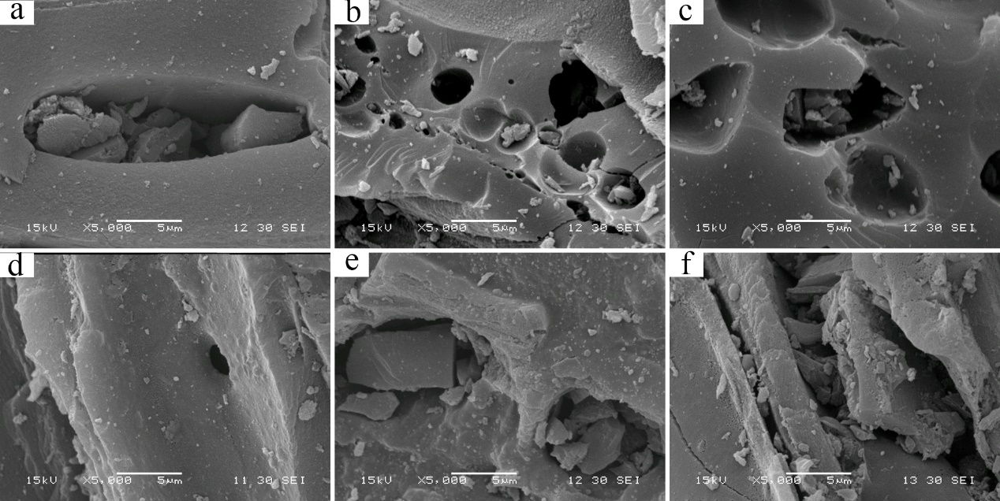 a
b
c
15kV X5,000 5μm 12 30 SEI
15kV X5,000 5μm 12 30 SEI
15kV X5,000 5μm 12 30 SEI
d
e
f
15kV X5,000 5μm 11 30 SEI
15kV X5,000 5μm 12 30 SEI
15kV X5,000 5μm 13 30 SEI